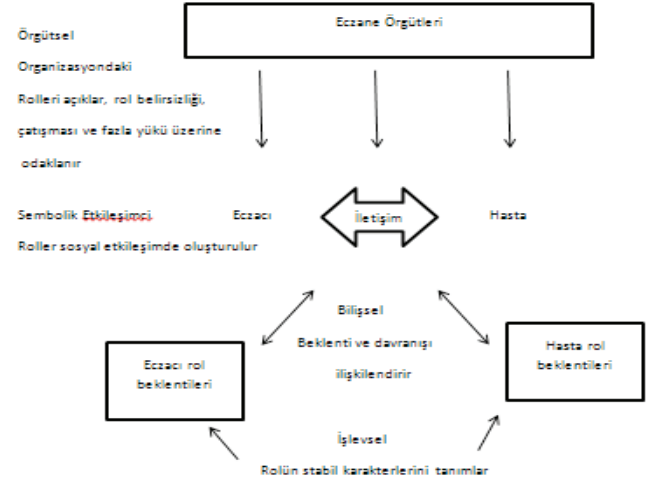 Eczane Örgütleri
Örgütsel
Organizasyondaki
Rolleri açıklar, rol belirsizliği,
çatışması ve fazla yükü üzerine
odaklanır
Sembolik Etkileşimci
Eczacı
İletişim
Hasta
Roller sosyal etkileşimde oluşturulur
Bilişsel
Beklenti ve davranışı
ilişkilendirir
Eczacı rol
beklentileri
Hasta rol
beklentileri
İşlevsel
Rolün stabil karakterlerini tanımlar